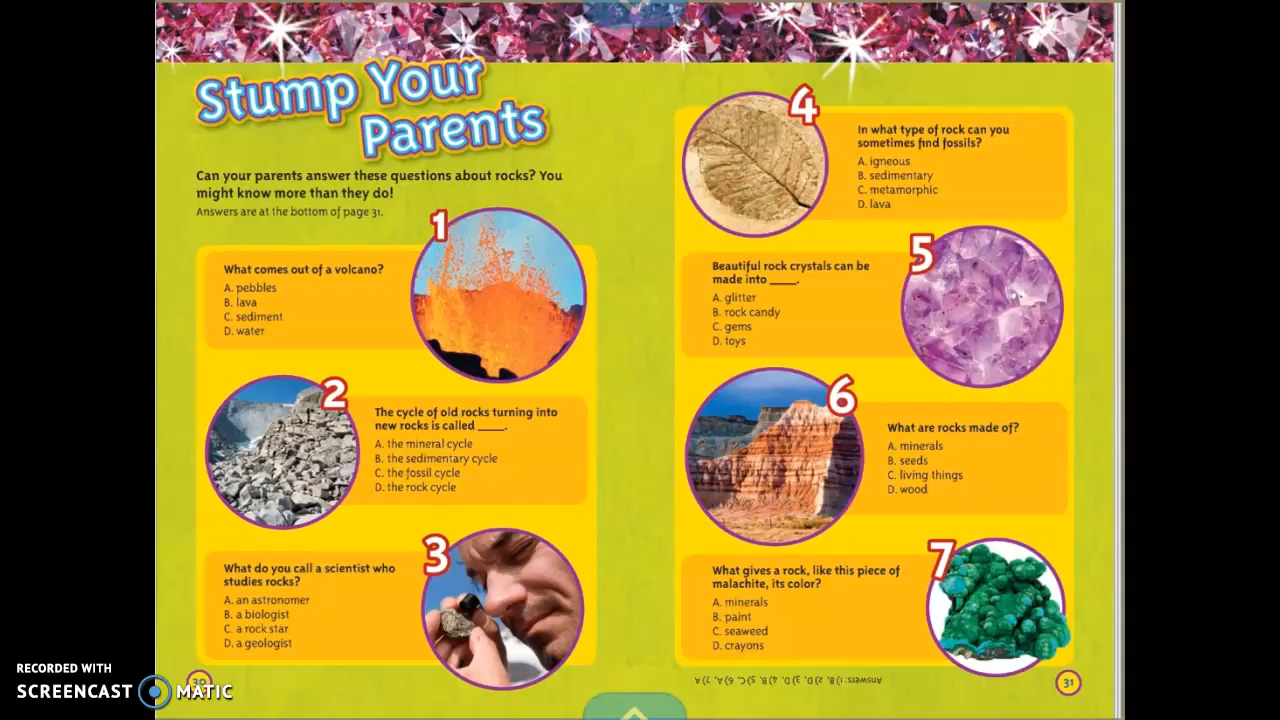 Stump Your
Parents
Can your parents answer these questions about rocks? You
might know more than they do!
Answers are at the bottom of page 31.
1
What comes out of a volcano?
A. pebbles
B. lava
C. sediment
D. water
2
The cycle of old rocks turning into
new rocks is called ____.
A. the mineral cycle
B. the sedimentary cycle
C. the fossil cycle
D. the rock cycle
3
What do you call a scientist who
studies rocks?
A. an astronomer
B. a biologist
C. a rock star
D. a geologist
30
4
In what type of rock can you
sometimes find fossils?
A. igneous
B. sedimentary
C. metamorphic
D. lava
5
Beautiful rock crystals can be
made into ____.
A. glitter
B. rock candy
C. gems
D. toys
6
What are rocks made of?
A. minerals
B. seeds
C. living things
D. wood
7
What gives a rock, like this piece of
malachite, its color?
A. minerals
B. paint
C. seaweed
D. crayons
Answers: 1) B, 2) D, 3) D, 4) B, 5) C, 6) A, 7) A
31
RECORDED WITH
SCREENCAST MATIC